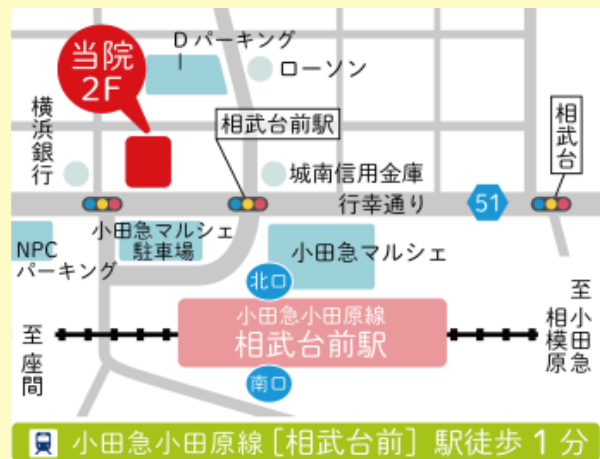 当院
2F
Dパーキング
ローソン
横浜銀行
相武台前駅
相武台
城南信用金庫
行幸通り
51
小田急マルシェ
駐車場
NPC
パーキング
小田急マルシェ
北口
小田急小田原線
相武台前駅
至座間
至小田急
相模原
南口
小田急小田原線［相武台前］駅徒歩1分